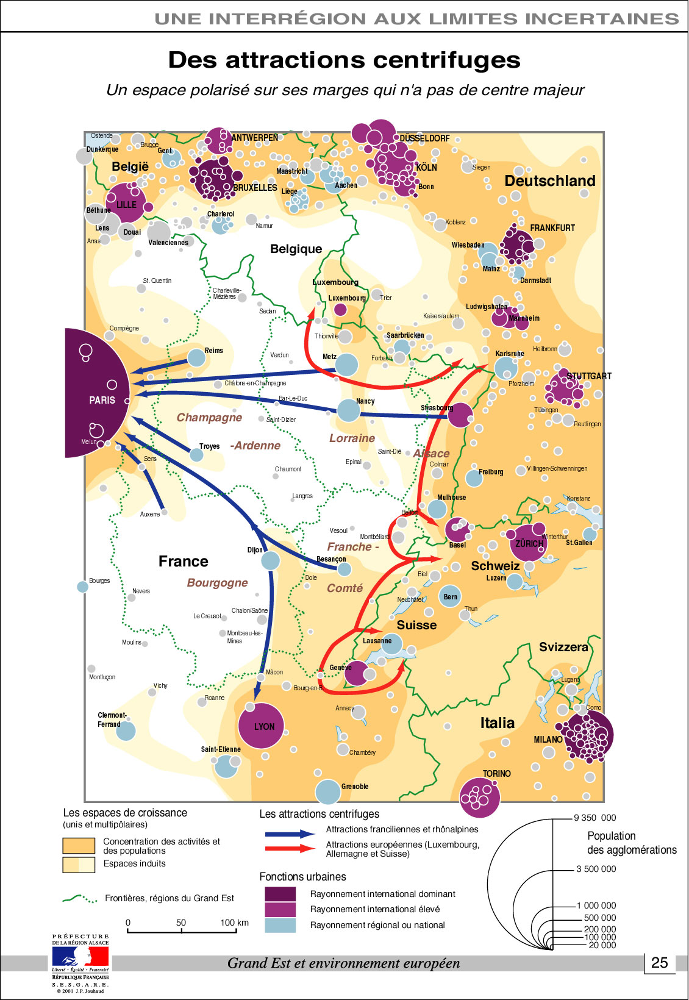 UNE INTERRÉGION AUX LIMITES INCERTAINES
Des attractions centrifuges
Un espace polarisé sur ses marges qui n'a pas de centre majeur
Ostende
Dunkerque
Brugge
Gent
ANTWERPEN
DÜSSELDORF
België
Maastricht
KÖLN
Siegen
Deutschland
BRUXELLES
Liège
Aachen
Bonn
LILLE
Béthune
Charleroi
Namur
Koblenz
FRANKFURT
Lens
Douai
Arras
Valenciennes
Belgique
Wiesbaden
Mainz
Darmstadt
St. Quentin
Charleville-
Mézières
Luxembourg
Luxembourg
Trier
Sedan
Ludwigshafen
Mannheim
Kaiserslautern
Compiègne
Thionville
Saarbrücken
Forbach
Reims
Verdun
Metz
Karlsruhe
Heilbronn
Châlons-en-Champagne
Pforzheim
STUTTGART
PARIS
Bar-Le-Duc
Nancy
Strasbourg
Tübingen
Reutlingen
Champagne
Saint-Dizier
Melun
Troyes
-Ardenne
Lorraine
Saint-Dié
Alsace
Sens
Epinal
Colmar
Chaumont
Freiburg
Villingen-Schwenningen
Langres
Mulhouse
Konstanz
Auxerre
Belfort
Vesoul
Montbéliard
Basel
ZÜRICH
Winterthur
St.Gallen
Franche -
Dijon
Besançon
France
Schweiz
Biel
Luzern
Bourges
Bourgogne
Dole
Comté
Nevers
Neuchâtel
Bern
Chalon/Saône
Le Creusot
Thun
Suisse
Montceau-les-
Mines
Moulins
Lausanne
Svizzera
Genève
Montluçon
Mâcon
Vichy
Bourg-en-B.
Lugano
Roanne
Annecy
Como
Clermont-
Ferrand
LYON
Italia
MILANO
Saint-Etienne
Chambéry
TORINO
Grenoble
Les espaces de croissance
(unis et multipôlaires)
Concentration des activités et
des populations
Espaces induits
Frontières, régions du Grand Est
0 50 100 km
Les attractions centrifuges
Attractions franciliennes et rhônalpines
Attractions européennes (Luxembourg,
Allemagne et Suisse)
Fonctions urbaines
Rayonnement international dominant
Rayonnement international élevé
Rayonnement régional ou national
9 350 000
Population
des agglomérations
3 500 000
1 000 000
500 000
200 000
100 000
20 000
PRÉFECTURE
DE LA RÉGION ALSACE
Liberté • Égalité • Fraternité
RÉPUBLIQUE FRANÇAISE
S.E.S.G.A.R.E.
© 2001 J.P. Jouhaud
Grand Est et environnement européen
25